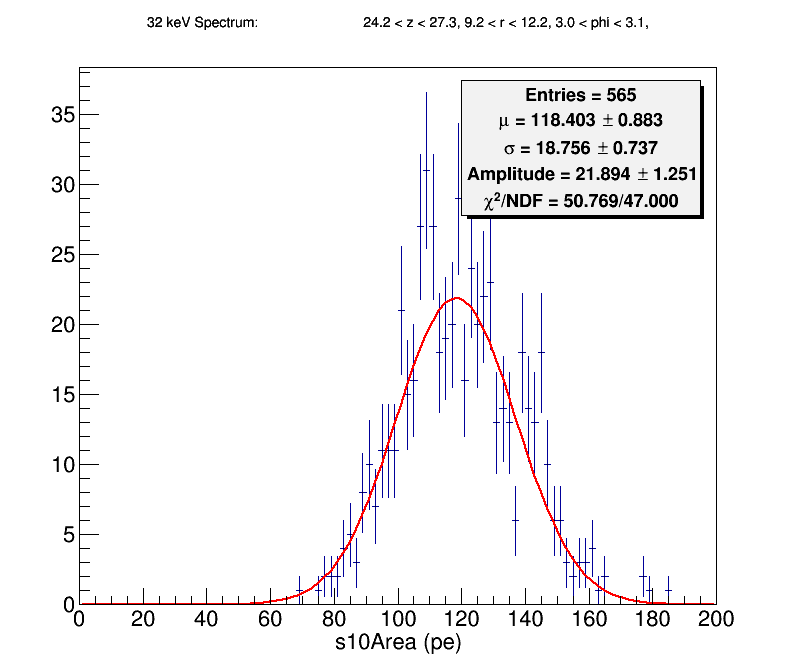 32 keV Spectrum: 24.2 < z < 27.3, 9.2 < r < 12.2, 3.0 < phi < 3.1,
Entries = 565
μ = 118.403 ± 0.883
σ = 18.756 ± 0.737
Amplitude = 21.894 ± 1.251
χ²/NDF = 50.769/47.000
35
30
25
20
15
10
5
0
0 20 40 60 80 100 120 140 160 180 200
s10Area (pe)